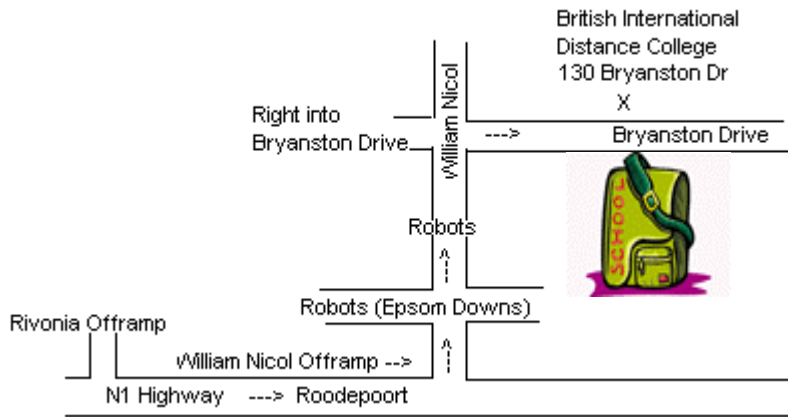 British International
Distance College
130 Bryanston Dr
X
Right into
Bryanston Drive
William Nicol
--->
Bryanston Drive
SCHOOL
Robots
--->
Robots (Epsom Downs)
Rivonia Offramp
William Nicol Offramp -->
--->
N1 Highway ---> Roodepoort